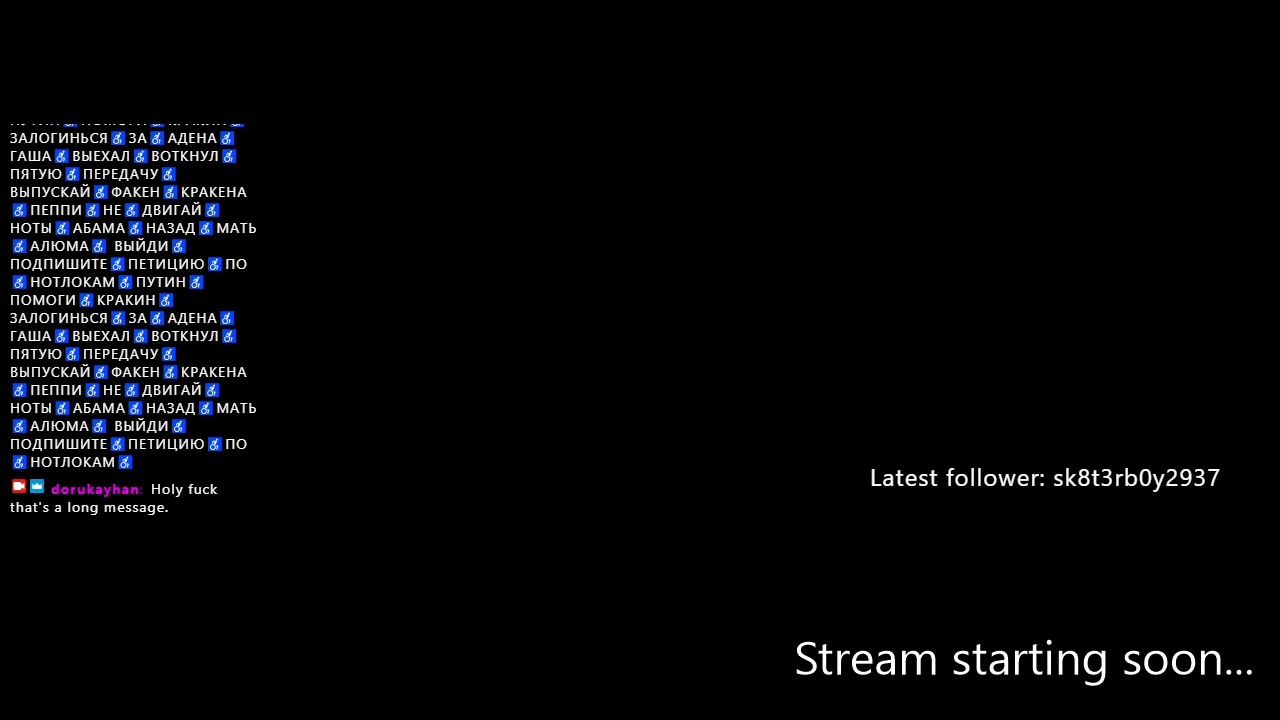 ЗАЛОГИНЬСЯ♿ЗА♿АДЕНА♿
ГАША♿ВЫЕХАЛ♿ВОТКНУЛ♿
ПЯТУЮ♿ПЕРЕДАЧУ♿
ВЫПУСКАЙ♿ФАКЕН♿КРАКЕНА
♿ПЕППИ♿НЕ♿ДВИГАЙ♿
НОТЫ♿АБАМА♿НАЗАД♿МАТЬ
♿АЛЮМА♿ ВЫЙДИ♿
ПОДПИШИТЕ♿ПЕТИЦИЮ♿ПО
♿НОТЛОКАМ♿ПУТИН♿
ПОМОГИ♿КРАКИН♿
ЗАЛОГИНЬСЯ♿ЗА♿АДЕНА♿
ГАША♿ВЫЕХАЛ♿ВОТКНУЛ♿
ПЯТУЮ♿ПЕРЕДАЧУ♿
ВЫПУСКАЙ♿ФАКЕН♿КРАКЕНА
♿ПЕППИ♿НЕ♿ДВИГАЙ♿
НОТЫ♿АБАМА♿НАЗАД♿МАТЬ
♿АЛЮМА♿ ВЫЙДИ♿
ПОДПИШИТЕ♿ПЕТИЦИЮ♿ПО
♿НОТЛОКАМ♿
dorukayhan: Holy fuck
that's a long message.
Latest follower: sk8t3rb0y2937
Stream starting soon...